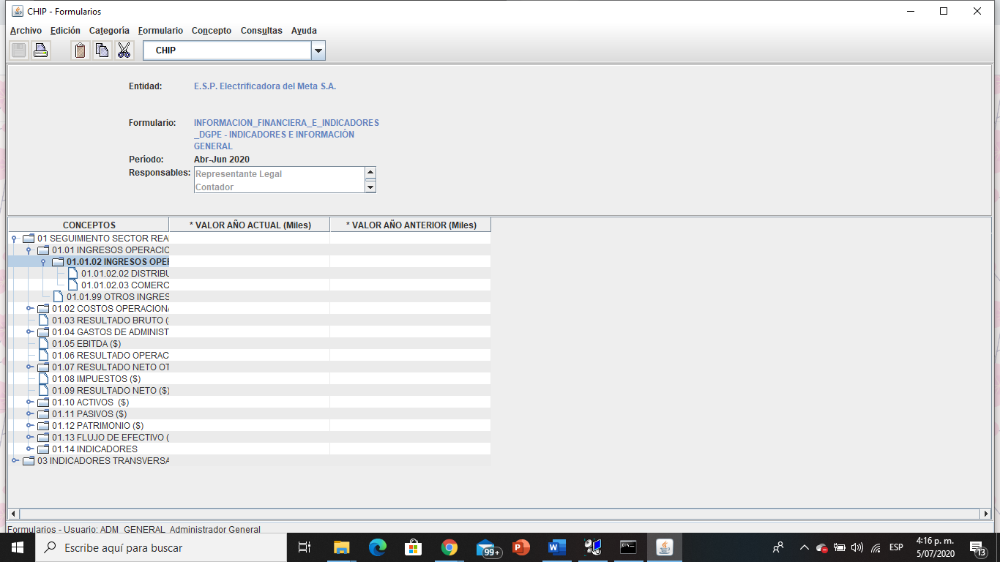 CHIP - Formularios
Archivo Edición Categoría Formulario Concepto Consultas Ayuda
CHIP
Entidad: E.S.P. Electrificadora del Meta S.A.
Formulario: INFORMACION_FINANCIERA_E_INDICADORES
_DGPE - INDICADORES E INFORMACIÓN
GENERAL
Periodo: Abr-Jun 2020
Responsables: Representante Legal
Contador
CONCEPTOS * VALOR AÑO ACTUAL (Miles) * VALOR AÑO ANTERIOR (Miles)
01 SEGUIMIENTO SECTOR REA
01.01 INGRESOS OPERACIO
01.01.02 INGRESOS OPE
01.01.02.02 DISTRIBU
01.01.02.03 COMERC
01.01.99 OTROS INGRES
01.02 COSTOS OPERACION
01.03 RESULTADO BRUTO (
01.04 GASTOS DE ADMINIST
01.05 EBITDA ($)
01.06 RESULTADO OPERAC
01.07 RESULTADO NETO OT
01.08 IMPUESTOS ($)
01.09 RESULTADO NETO ($)
01.10 ACTIVOS ($)
01.11 PASIVOS ($)
01.12 PATRIMONIO ($)
01.13 FLUJO DE EFECTIVO (
01.14 INDICADORES
03 INDICADORES TRANSVERSA
Formularios - Usuario: ADM_GENERAL Administrador General
Escribe aquí para buscar
99+
ESP
4:16 p. m.
5/07/2020
13